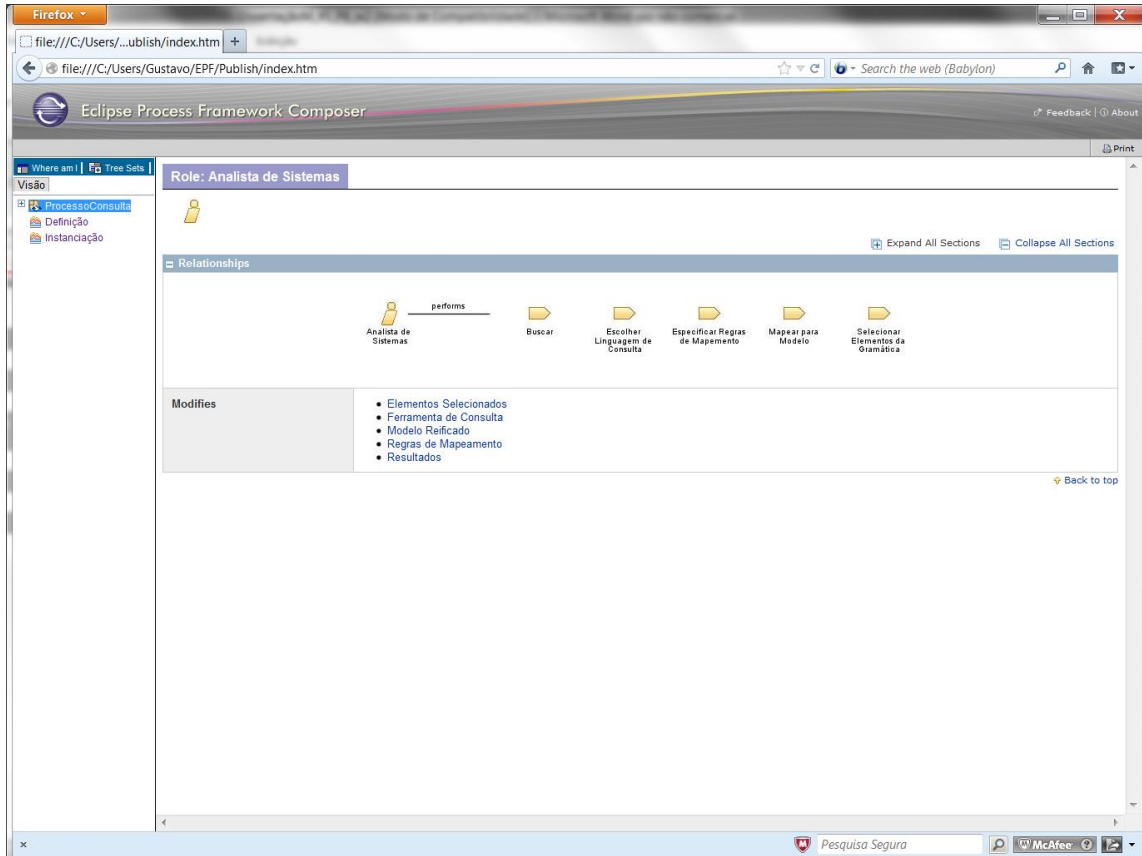 Firefox
file:///C:/Users/...ublish/index.htm +
file:///C:/Users/Gustavo/EPF/Publish/index.htm
Search the web (Babylon)
Eclipse Process Framework Composer
Feedback | About
Print
Where am I Tree Sets
Visão
ProcessoConsulta
Definição
Instanciação
Role: Analista de Sistemas
Expand All Sections Collapse All Sections
Relationships
performs
Analista de
Sistemas
Buscar
Escolher
Linguagem de
Consulta
Especificar Regras
de Mapemento
Mapear para
Modelo
Selecionar
Elementos da
Gramática
Modifies
Elementos Selecionados
Ferramenta de Consulta
Modelo Reificado
Regras de Mapeamento
Resultados
Back to top
x
Pesquisa Segura
McAfee